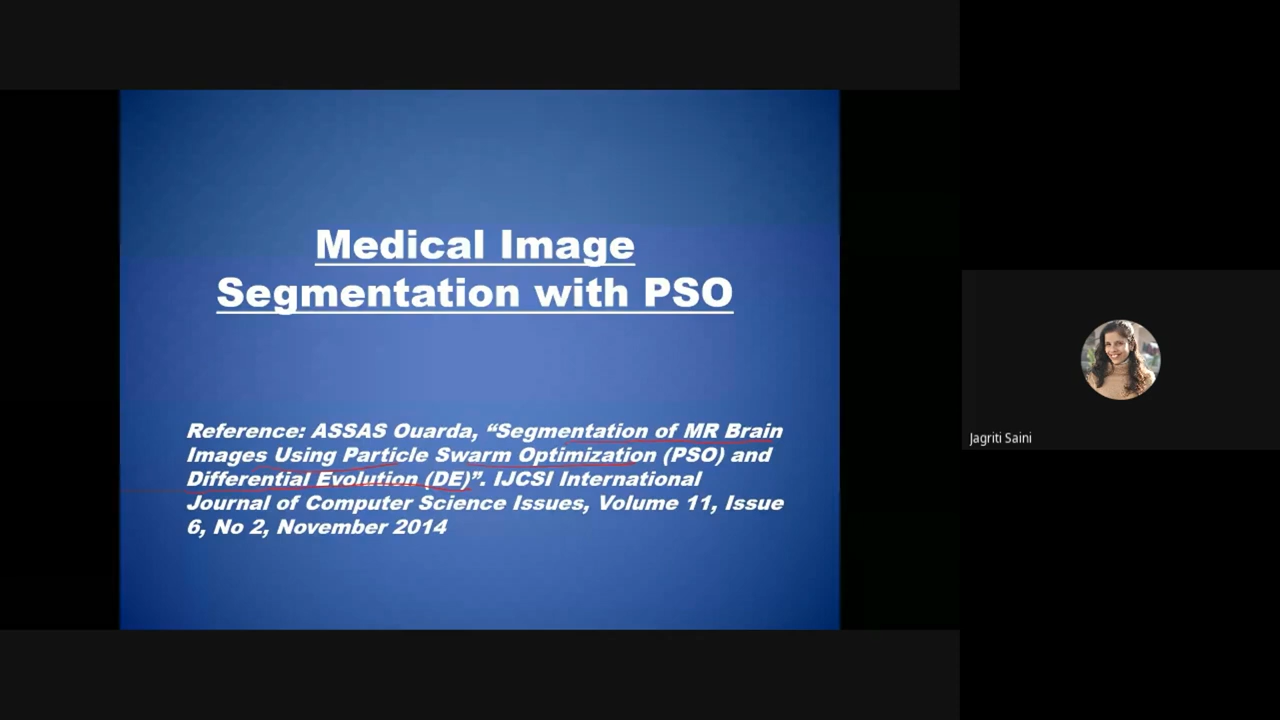 Medical Image
Segmentation with PSO
Reference: ASSAS Ouarda, “Segmentation of MR Brain
Images Using Particle Swarm Optimization (PSO) and
Differential Evolution (DE)”. IJCSI International
Journal of Computer Science Issues, Volume 11, Issue
6, No 2, November 2014
Jagriti Saini